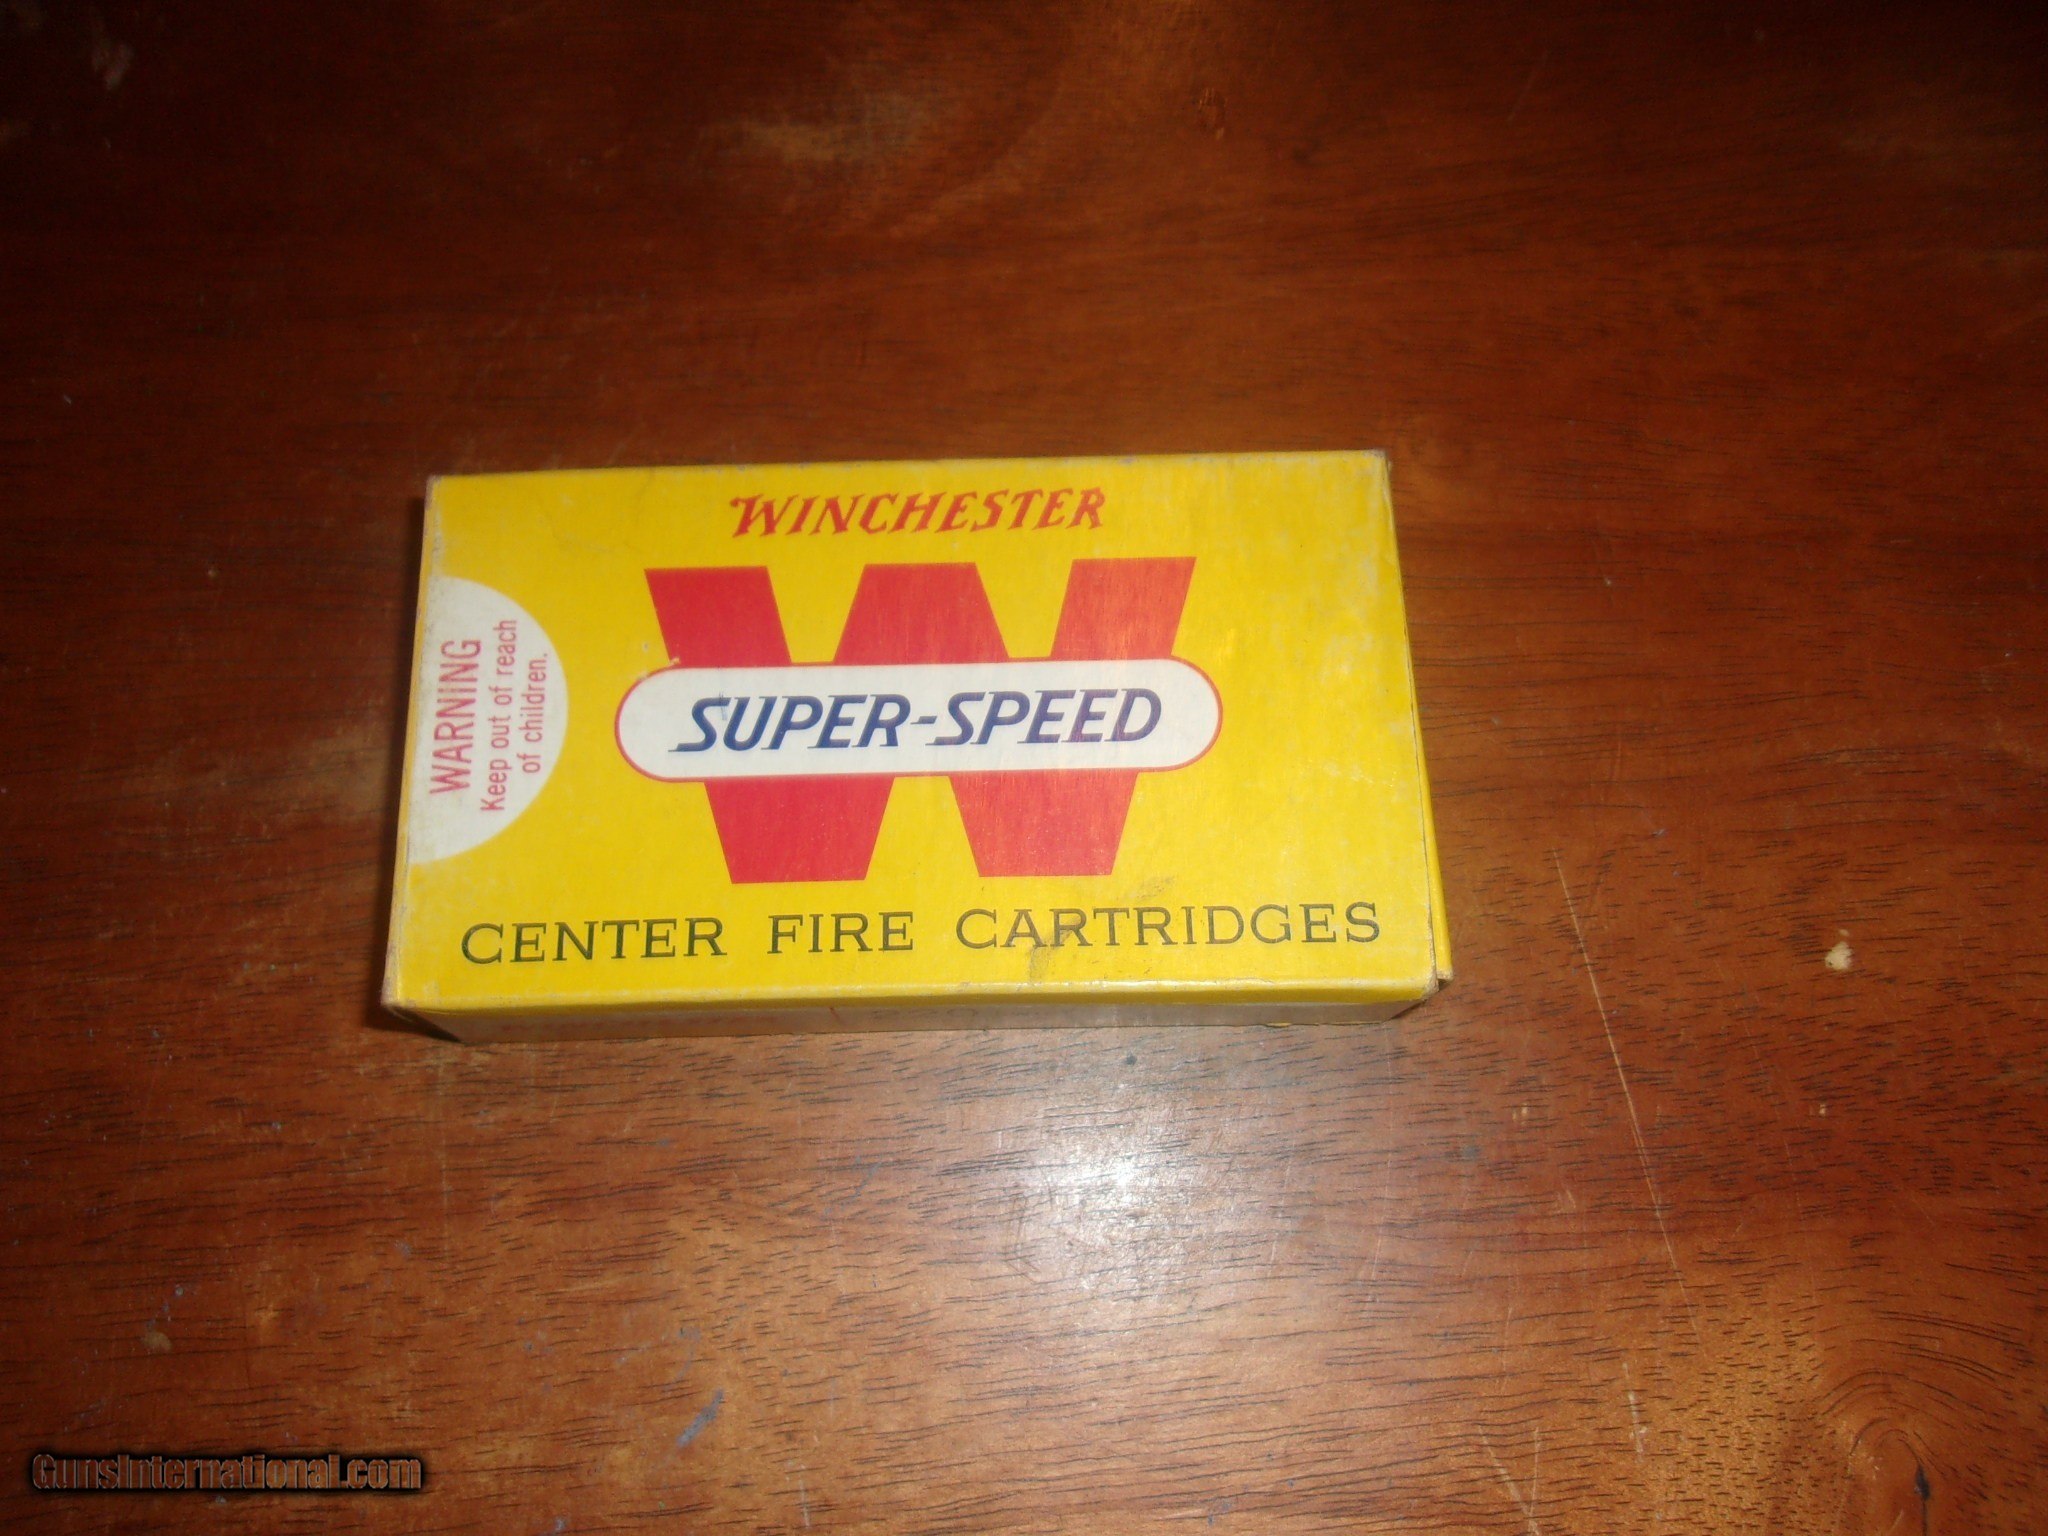 WINCHESTER
W
SUPER-SPEED
CENTER FIRE CARTRIDGES
WARNING
Keep out of reach
of children.
GunsInternational.com